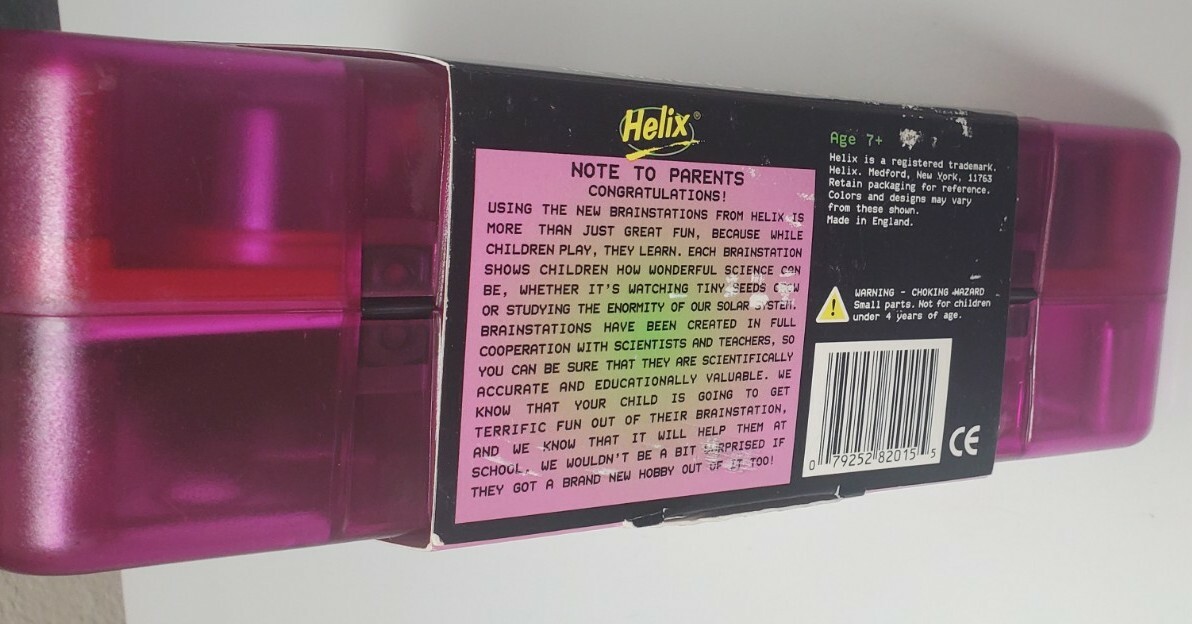 Helix®
NOTE TO PARENTS
CONGRATULATIONS!
USING THE NEW BRAINSTATIONS FROM HELIX IS
MORE THAN JUST GREAT FUN, BECAUSE WHILE
CHILDREN PLAY, THEY LEARN. EACH BRAINSTATION
SHOWS CHILDREN HOW WONDERFUL SCIENCE CAN
BE, WHETHER IT'S WATCHING TINY SEEDS GROW
OR STUDYING THE ENORMITY OF OUR SOLAR SYSTEM.
BRAINSTATIONS HAVE BEEN CREATED IN FULL
COOPERATION WITH SCIENTISTS AND TEACHERS, SO
YOU CAN BE SURE THAT THEY ARE SCIENTIFICALLY
ACCURATE AND EDUCATIONALLY VALUABLE. WE
KNOW THAT YOUR CHILD IS GOING TO GET
TERRIFIC FUN OUT OF THEIR BRAINSTATION,
AND WE KNOW THAT IT WILL HELP THEM AT
SCHOOL. WE WOULDN'T BE A BIT SURPRISED IF
THEY GOT A BRAND NEW HOBBY OUT OF IT TOO!
Age 7+
Helix is a registered trademark.
Helix. Medford, New York, 11763
Retain packaging for reference.
Colors and designs may vary
from these shown.
Made in England.
WARNING - CHOKING HAZARD
Small parts. Not for children
under 4 years of age.
0 79252 82015 5
CE